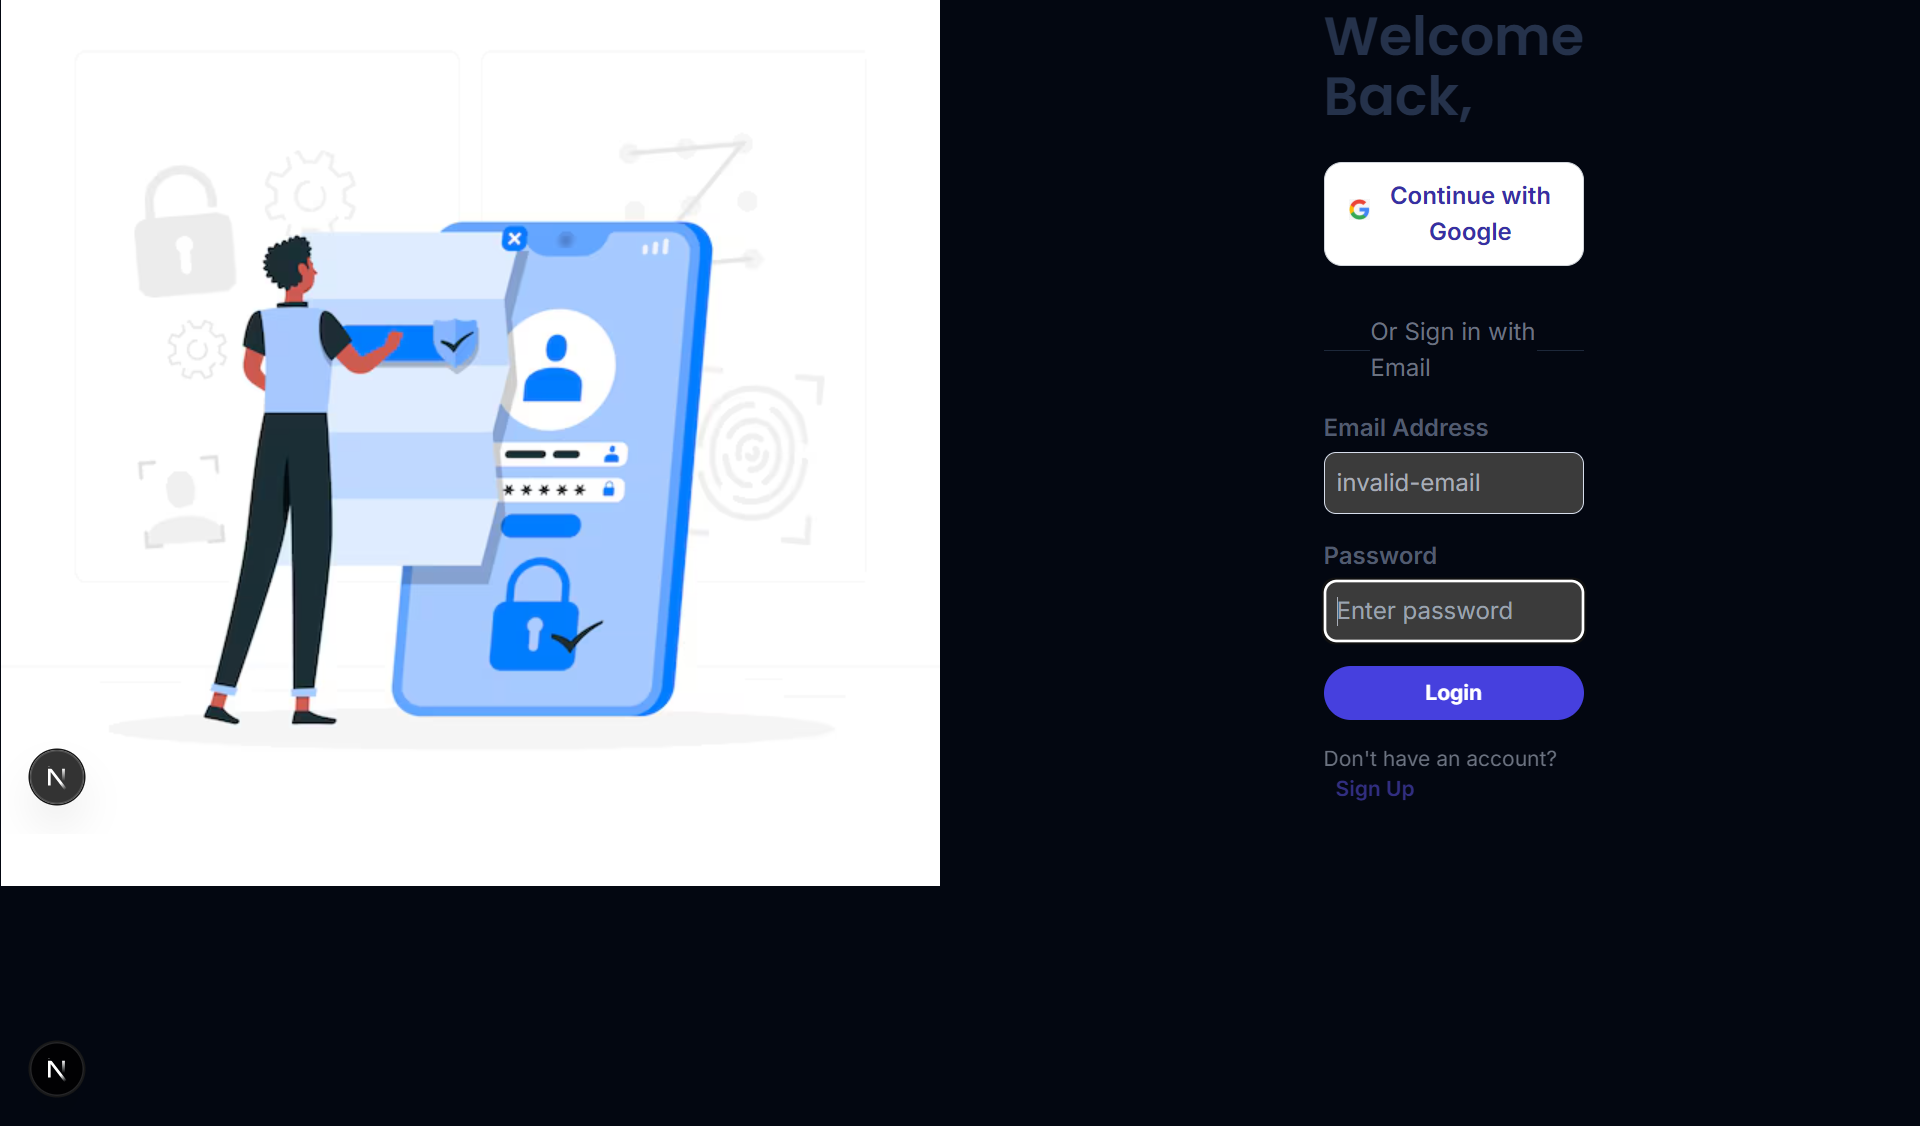 Welcome
Back,
Continue with
Google
Or Sign in with
Email
Email Address
invalid-email
Password
Enter password
Login
Don't have an account?
Sign Up
*****
N
N